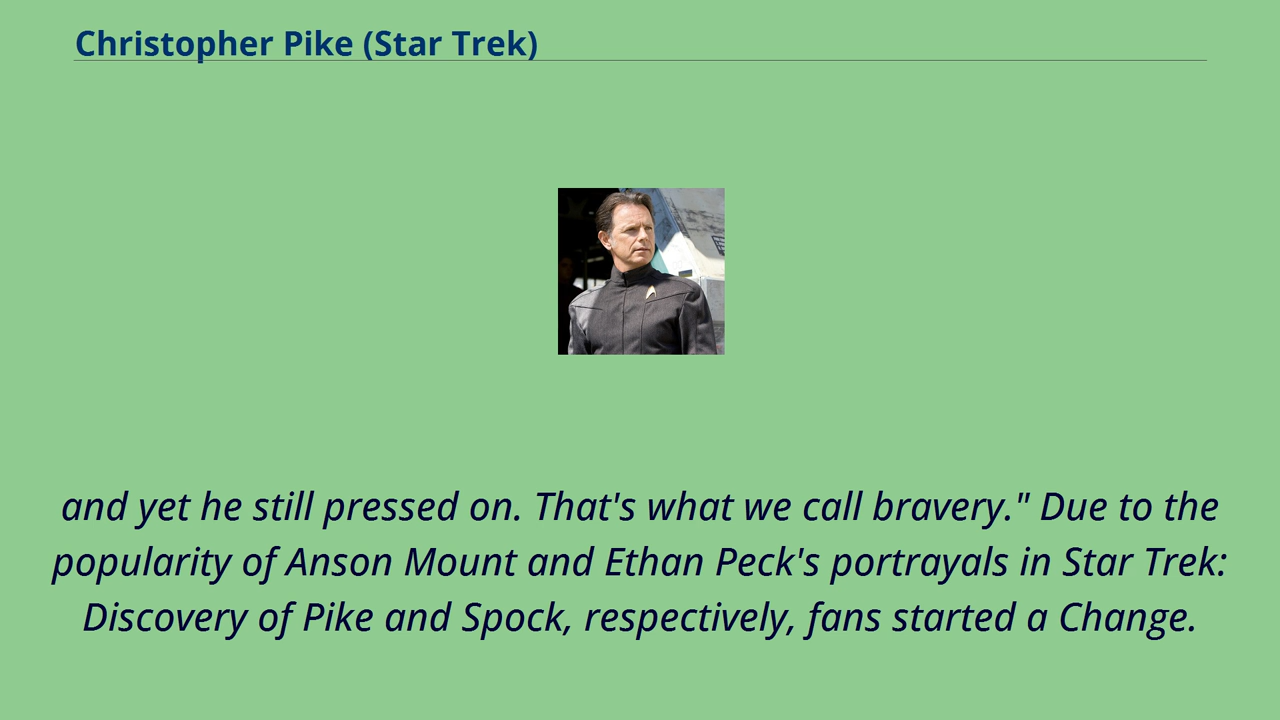 Christopher Pike (Star Trek)
and yet he still pressed on. That's what we call bravery." Due to the
popularity of Anson Mount and Ethan Peck's portrayals in Star Trek:
Discovery of Pike and Spock, respectively, fans started a Change.